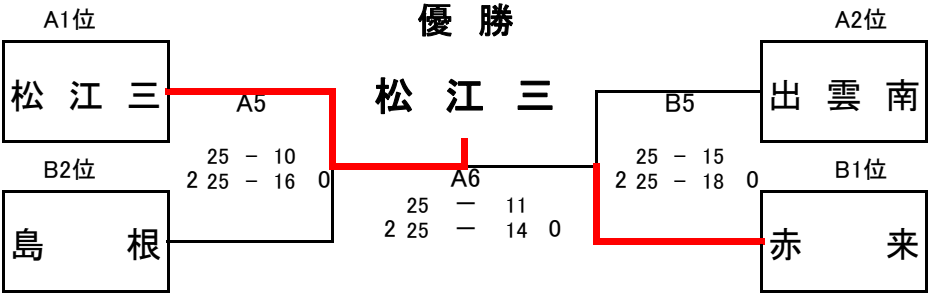 A1位
優 勝
A2位
松 江 三
A5
松 江 三
B5
出 雲 南
25 － 10
2 25 － 16 0
25 － 15
2 25 － 18 0
B2位
A6
B1位
25 － 11
2 25 － 14 0
島 根
赤 来